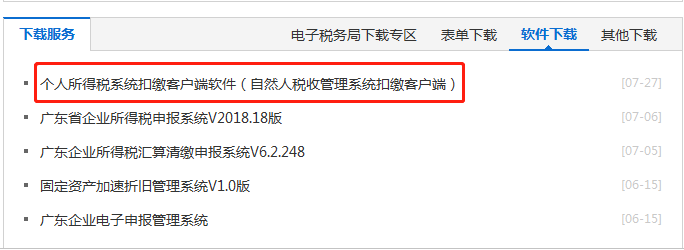 下载服务 电子税务局下载专区 表单下载 软件下载 其他下载
个人所得税系统扣缴客户端软件（自然人税收管理系统扣缴客户端） [07-27]
广东省企业所得税申报系统V2018.18版 [07-06]
广东企业所得税汇算清缴申报系统V6.2.248 [07-05]
固定资产加速折旧管理系统V1.0版 [06-15]
广东企业电子申报管理系统 [06-15]